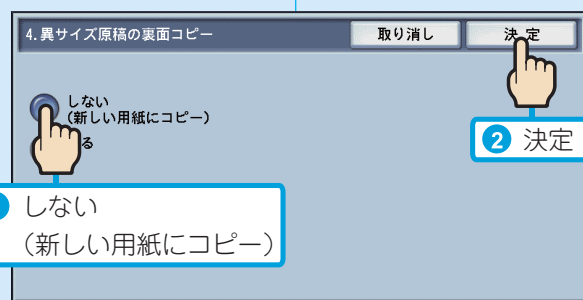 4.異サイズ原稿の裏面コピー
取り消し
決 定
しない
(新しい用紙にコピー)
る
2 決定
しない
(新しい用紙にコピー)